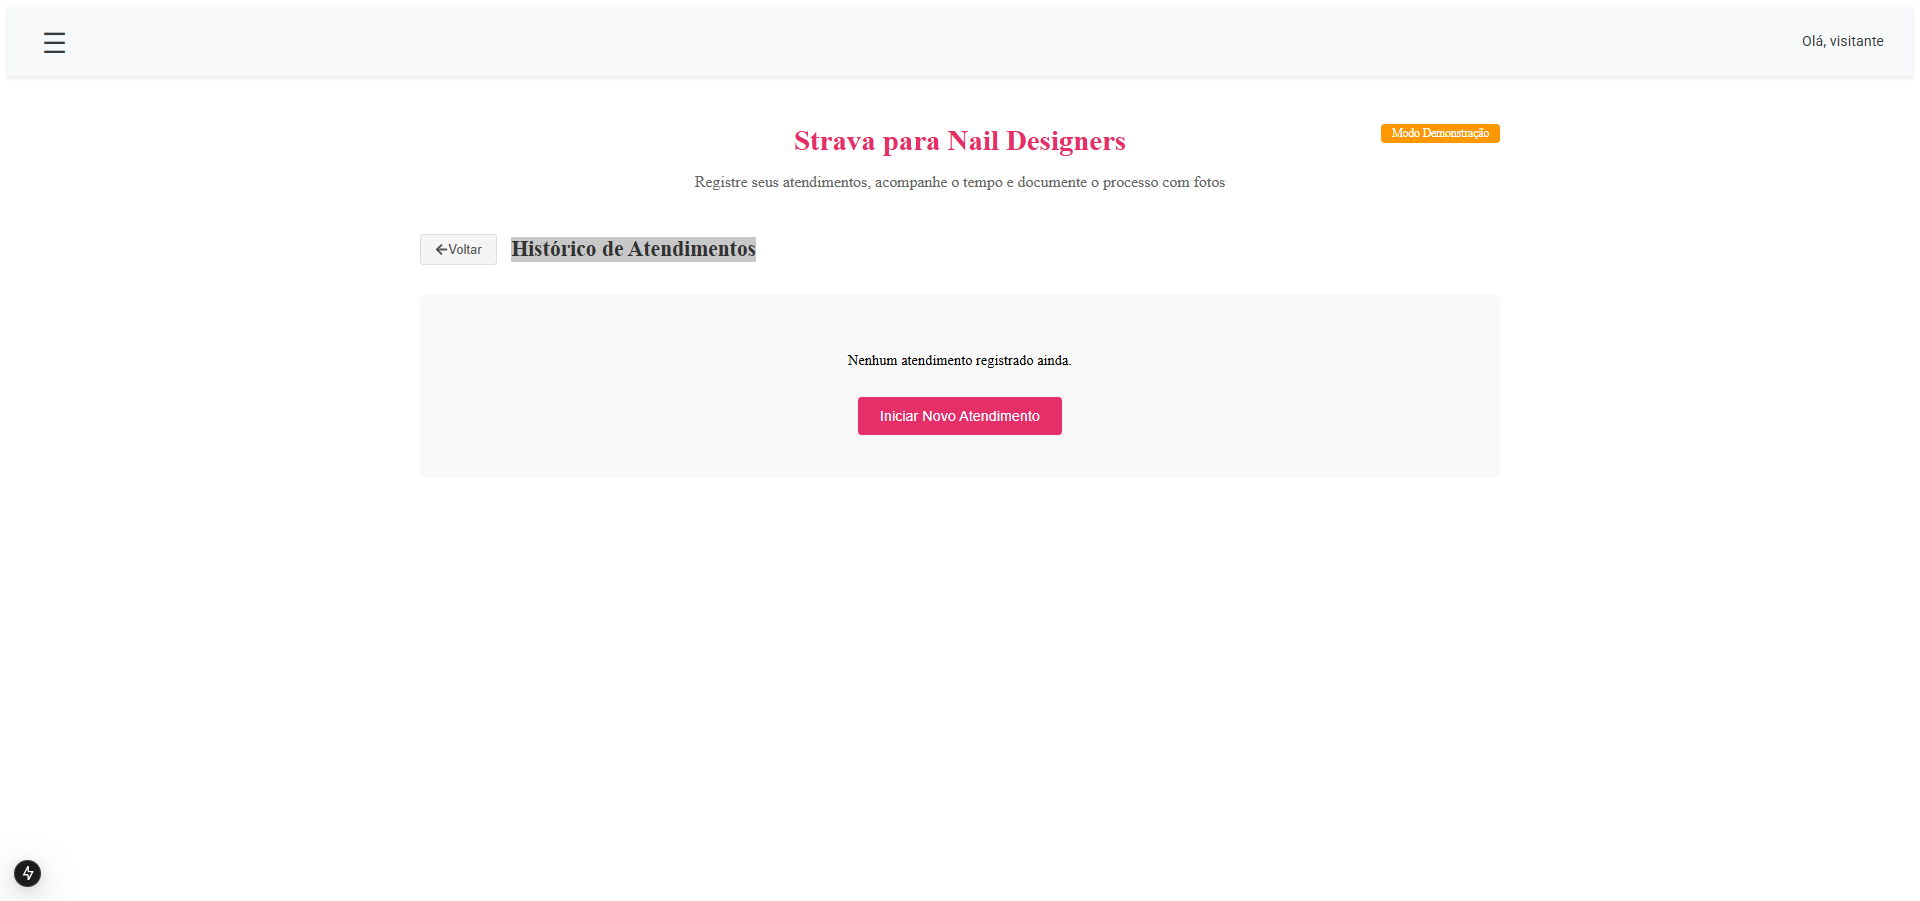 Olá, visitante
Strava para Nail Designers
Modo Demonstração
Registre seus atendimentos, acompanhe o tempo e documente o processo com fotos
Voltar
Histórico de Atendimentos
Nenhum atendimento registrado ainda.
Iniciar Novo Atendimento